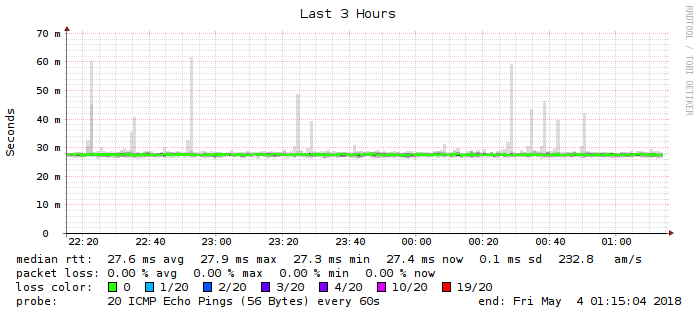 Last 3 Hours
RRDTOOL / TOBI OETIKER
Seconds
70 m
60 m
50 m
40 m
30 m
20 m
10 m
0
22:20 22:40 23:00 23:20 23:40 00:00 00:20 00:40 01:00
median rtt: 27.6 ms avg 27.9 ms max 27.3 ms min 27.4 ms now 0.1 ms sd 232.8 am/s
packet loss: 0.00 % avg 0.00 % max 0.00 % min 0.00 % now
loss color: 0 1/20 2/20 3/20 4/20 10/20 19/20
probe: 20 ICMP Echo Pings (56 Bytes) every 60s end: Fri May 4 01:15:04 2018